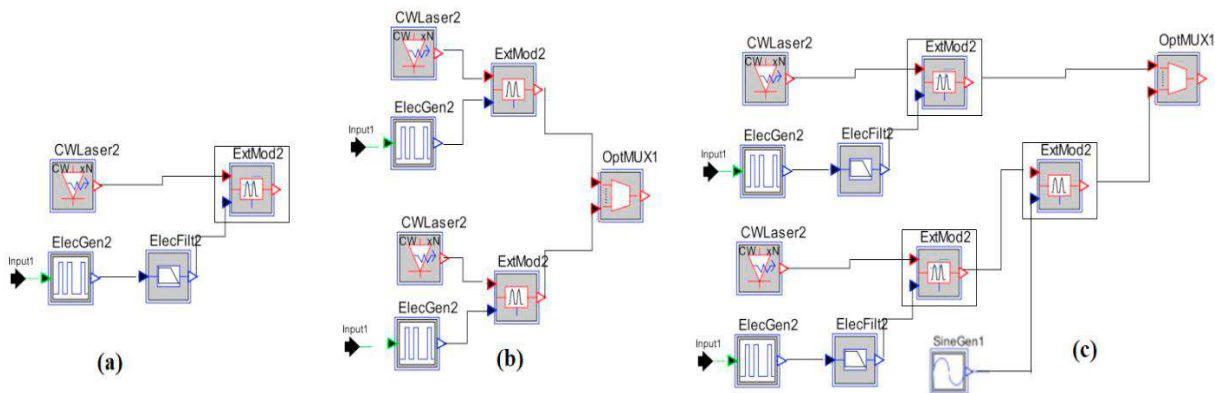 CWLaser2
CW xN
ExtMod2
ElecGen2
ElecFilt2
Input1
(a)
CWLaser2
CW xN
ExtMod2
ElecGen2
Input1
OptMUX1
CWLaser2
CW xN
ExtMod2
ElecGen2
Input1
(b)
CWLaser2
CW xN
ExtMod2
OptMUX1
ElecGen2
ElecFilt2
Input1
ExtMod2
CWLaser2
CW xN
ExtMod2
ElecGen2
ElecFilt2
Input1
SineGen1
(c)